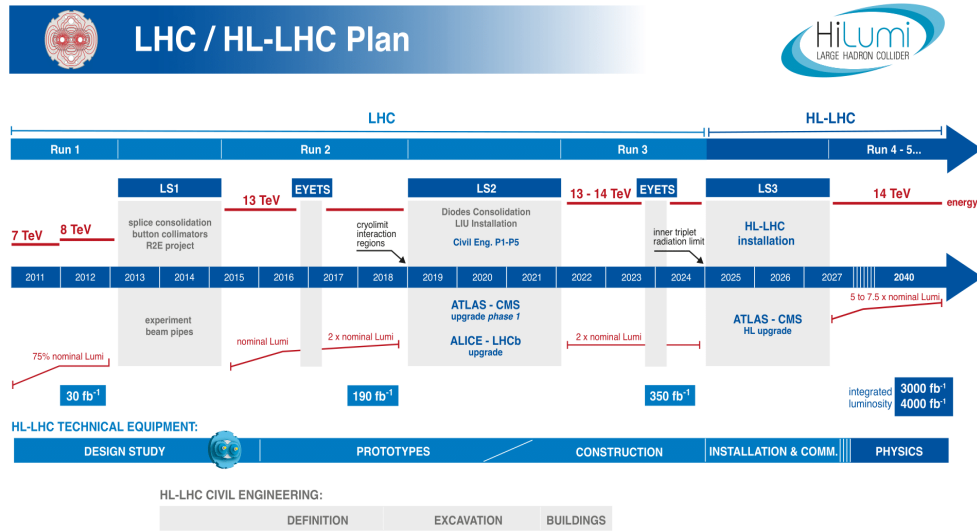 LHC / HL-LHC Plan
HiLumi
LARGE HADRON COLLIDER
LHC
HL-LHC
Run 1
Run 2
Run 3
Run 4 - 5...
LS1
EYETS
LS2
EYETS
LS3
13 TeV
13 - 14 TeV
14 TeV
energy
7 TeV
8 TeV
splice consolidation
button collimators
R2E project
cryolimit
interaction
regions
Diodes Consolidation
LIU Installation
Civil Eng. P1-P5
inner triplet
radiation limit
HL-LHC
installation
2011
2012
2013
2014
2015
2016
2017
2018
2019
2020
2021
2022
2023
2024
2025
2026
2027
2040
5 to 7.5 x nominal Lumi
experiment
beam pipes
ATLAS - CMS
upgrade phase 1
ALICE - LHCb
upgrade
ATLAS - CMS
HL upgrade
75% nominal Lumi
nominal Lumi
2 x nominal Lumi
2 x nominal Lumi
30 fb⁻¹
190 fb⁻¹
350 fb⁻¹
integrated
luminosity
3000 fb⁻¹
4000 fb⁻¹
HL-LHC TECHNICAL EQUIPMENT:
DESIGN STUDY
PROTOTYPES
CONSTRUCTION
INSTALLATION & COMM.
PHYSICS
HL-LHC CIVIL ENGINEERING:
DEFINITION
EXCAVATION
BUILDINGS